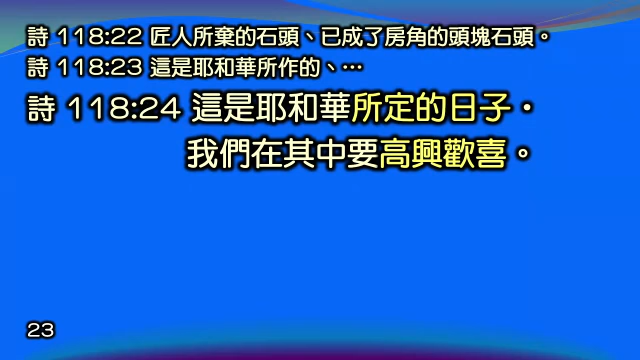 詩 118:22 匠人所棄的石頭、已成了房角的頭塊石頭。
詩 118:23 這是耶和華所作的、…
詩 118:24 這是耶和華所定的日子・
我們在其中要高興歡喜。
23